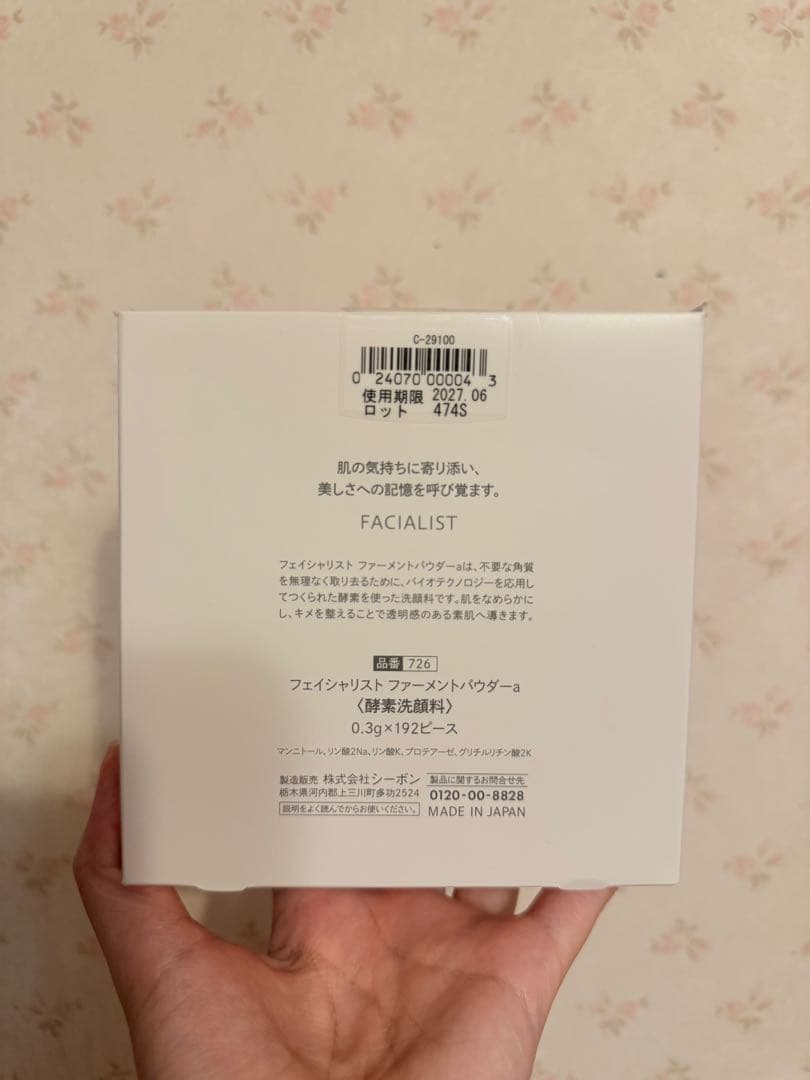 C-29100
0 24070 00004 3
使用期限 2027.06
ロット 474S
肌の気持ちに寄り添い、
美しさへの記憶を呼び覚ます。
FACIALIST
フェイシャリスト ファーメントパウダーaは、不要な角質
を無理なく取り去るために、バイオテクノロジーを応用し
てつくられた酵素を使った洗顔料です。肌をなめらかに
し、キメを整えることで透明感のある素肌へ導きます。
品番 726
フェイシャリスト ファーメントパウダーa
〈酵素洗顔料〉
0.3g×192ピース
マンニトール、リン酸2Na、リン酸K、プロテアーゼ、グリチルリチン酸2K
製造販売 株式会社シーボン
栃木県河内郡上三川町多功2524
説明をよく読んでからお使いください。
製品に関するお問合せ先
0120-00-8828
MADE IN JAPAN